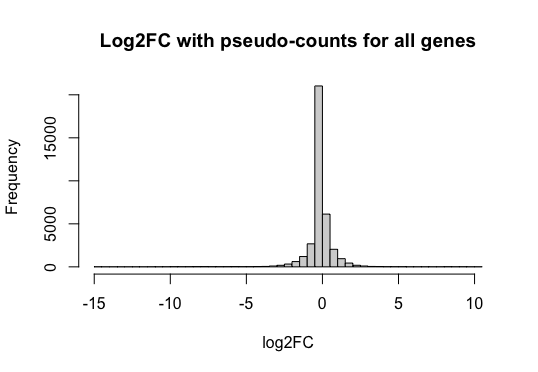 Log2FC with pseudo-counts for all genes
Frequency
15000
5000
0
-15 -10 -5 0 5 10
log2FC